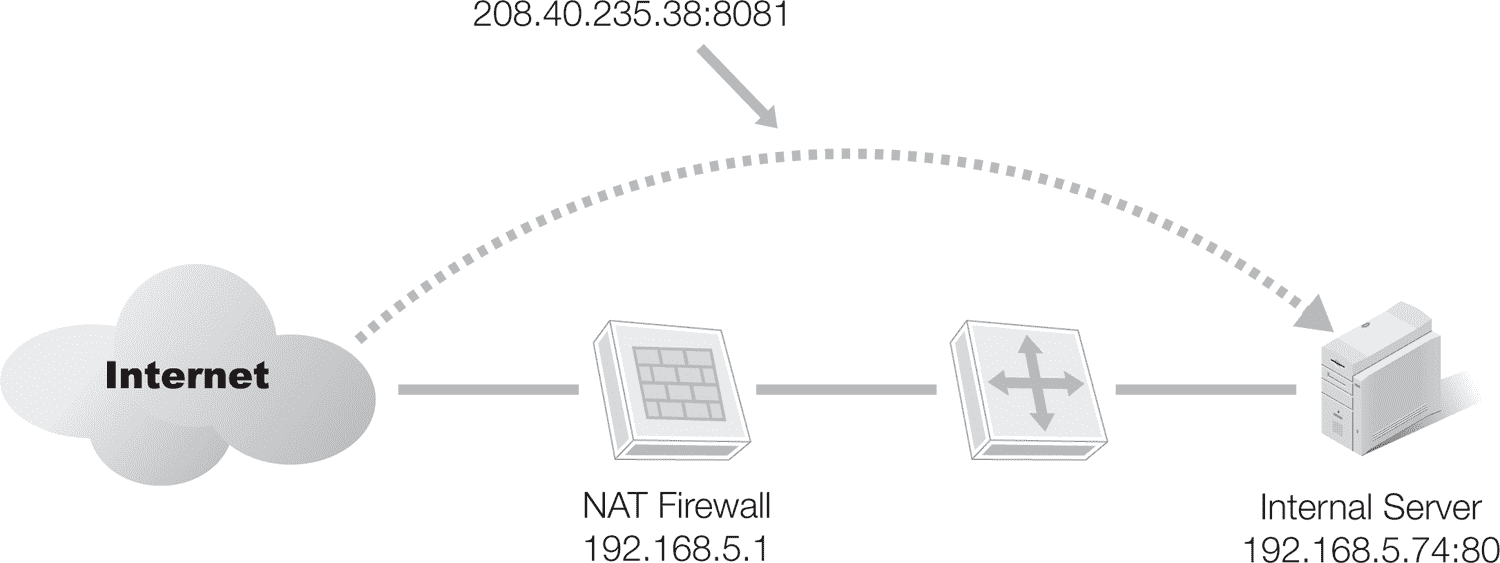 208.40.235.38:8081
Internet
NAT Firewall
192.168.5.1
Internal Server
192.168.5.74:80